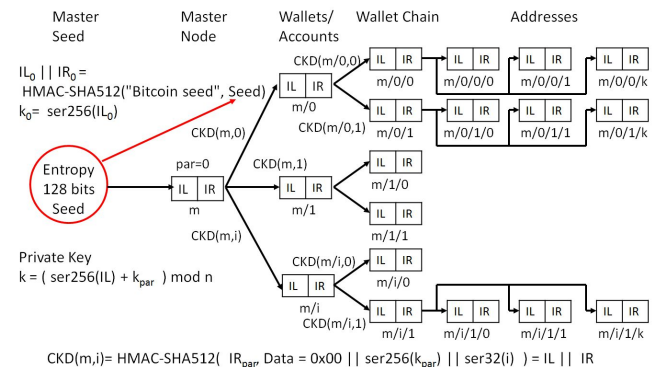 Master Seed
Master Node
Wallets/ Accounts
Wallet Chain
Addresses
IL0 || IR0 =
HMAC-SHA512("Bitcoin seed", Seed)
k0= ser256(IL0)
Entropy
128 bits
Seed
par=0
IL IR
m
CKD(m,0)
CKD(m,1)
CKD(m,i)
IL IR
m/0
IL IR
m/1
IL IR
m/i
CKD(m/0,0)
CKD(m/0,1)
CKD(m/i,0)
CKD(m/i,1)
IL IR IL IR IL IR IL IR
m/0/0 m/0/0/0 m/0/0/1 m/0/0/k
IL IR IL IR IL IR IL IR
m/0/1 m/0/1/0 m/0/1/1 m/0/1/k
IL IR
m/1/0
IL IR
m/1/1
IL IR
m/i/0
IL IR IL IR IL IR IL IR
m/i/1 m/i/1/0 m/i/1/1 m/i/1/k
Private Key
k = ( ser256(IL) + kpar ) mod n
CKD(m,i)= HMAC-SHA512( IRpar, Data = 0x00 || ser256(kpar) || ser32(i) ) = IL || IR